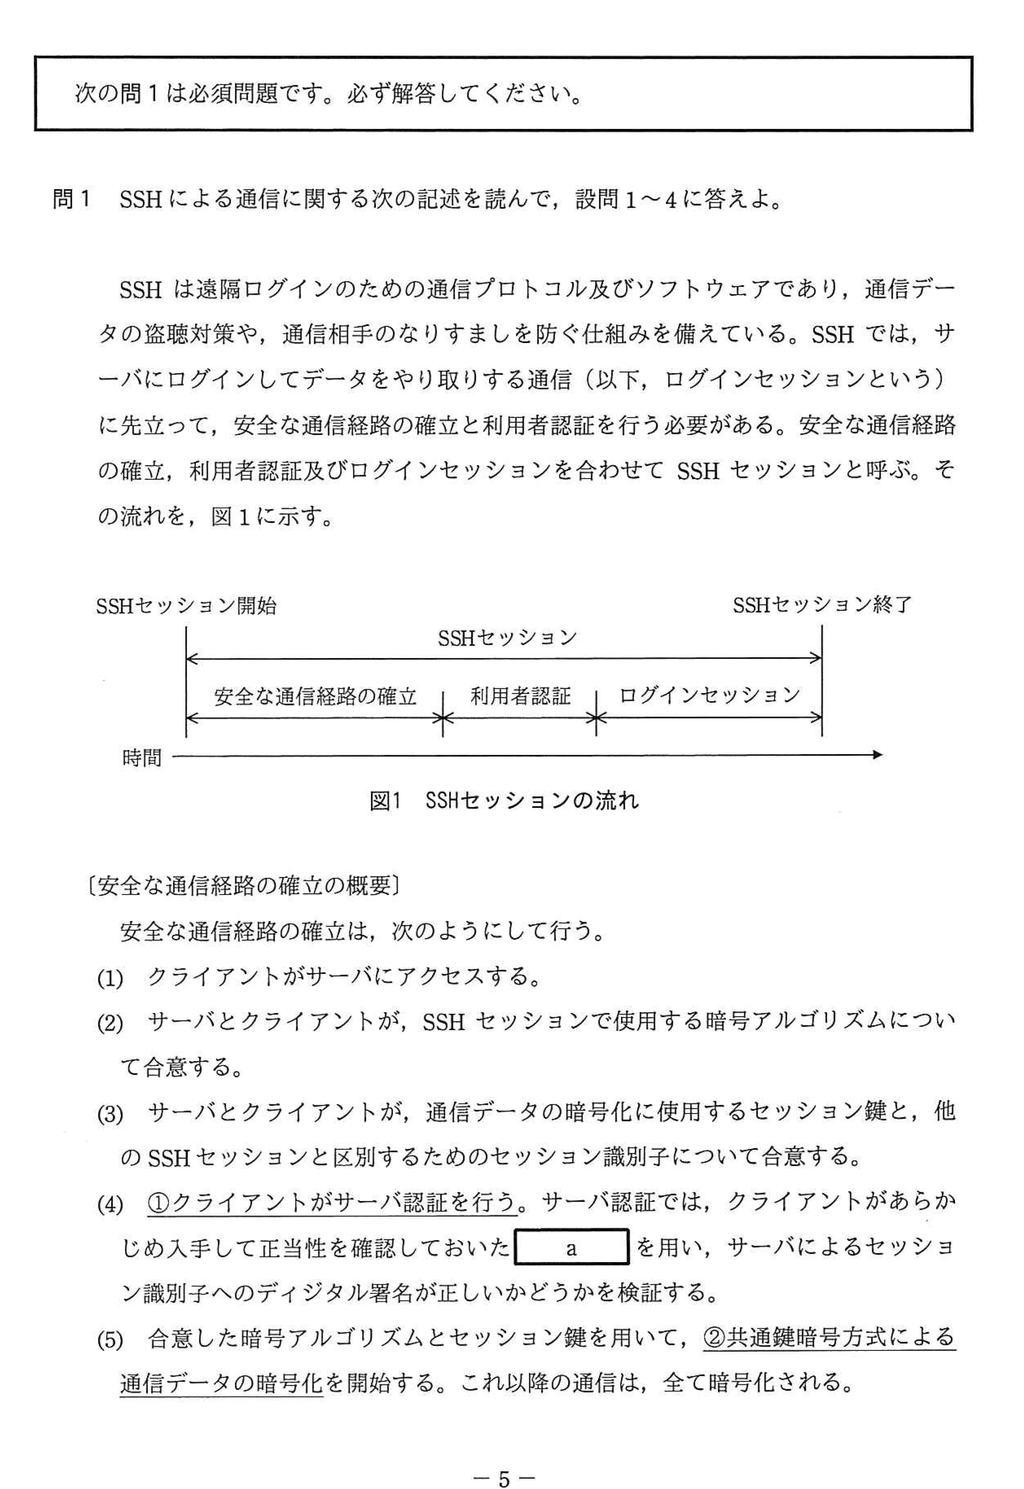 次の問1は必須問題です。必ず解答してください。
問1 SSHによる通信に関する次の記述を読んで，設問1～4に答えよ。
SSH は遠隔ログインのための通信プロトコル及びソフトウェアであり，通信デー
タの盗聴対策や，通信相手のなりすましを防ぐ仕組みを備えている。SSH では，サ
ーバにログインしてデータをやり取りする通信（以下，ログインセッションという）
に先立って，安全な通信経路の確立と利用者認証を行う必要がある。安全な通信経路
の確立，利用者認証及びログインセッションを合わせて SSH セッションと呼ぶ。そ
の流れを，図1に示す。
SSHセッション開始 SSHセッション終了
SSHセッション
安全な通信経路の確立 利用者認証 ログインセッション
時間
図1 SSHセッションの流れ
〔安全な通信経路の確立の概要〕
安全な通信経路の確立は，次のようにして行う。
(1) クライアントがサーバにアクセスする。
(2) サーバとクライアントが，SSH セッションで使用する暗号アルゴリズムについ
て合意する。
(3) サーバとクライアントが，通信データの暗号化に使用するセッション鍵と，他
の SSH セッションと区別するためのセッション識別子について合意する。
(4) ①クライアントがサーバ認証を行う。サーバ認証では，クライアントがあらか
じめ入手して正当性を確認しておいた a を用い，サーバによるセッショ
ン識別子へのディジタル署名が正しいかどうかを検証する。
(5) 合意した暗号アルゴリズムとセッション鍵を用いて，②共通鍵暗号方式による
通信データの暗号化を開始する。これ以降の通信は，全て暗号化される。
－ 5 －